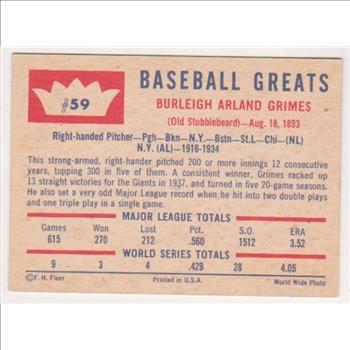 #59
BASEBALL GREATS
BURLEIGH ARLAND GRIMES
(Old Stubblebeard)—Aug. 18, 1893
Right-handed Pitcher—Pgh—Bkn—N.Y.—Bstn—St.L—Chi—(NL)
N.Y. (AL)—1916-1934
This strong-armed, right-hander pitched 200 or more innings 12 consecutive
years, topping 300 in five of them. A consistent winner, Grimes racked up
13 straight victories for the Giants in 1937, and turned in five 20-game seasons.
He also set a very odd Major League record when he hit into two double plays
and one triple play in a single game.
MAJOR LEAGUE TOTALS
Games Won Lost Pct. S.O. ERA
615 270 212 .560 1512 3.52
WORLD SERIES TOTALS
9 3 4 .429 28 4.05
©F. H. Fleer Printed in U.S.A. World Wide Photo